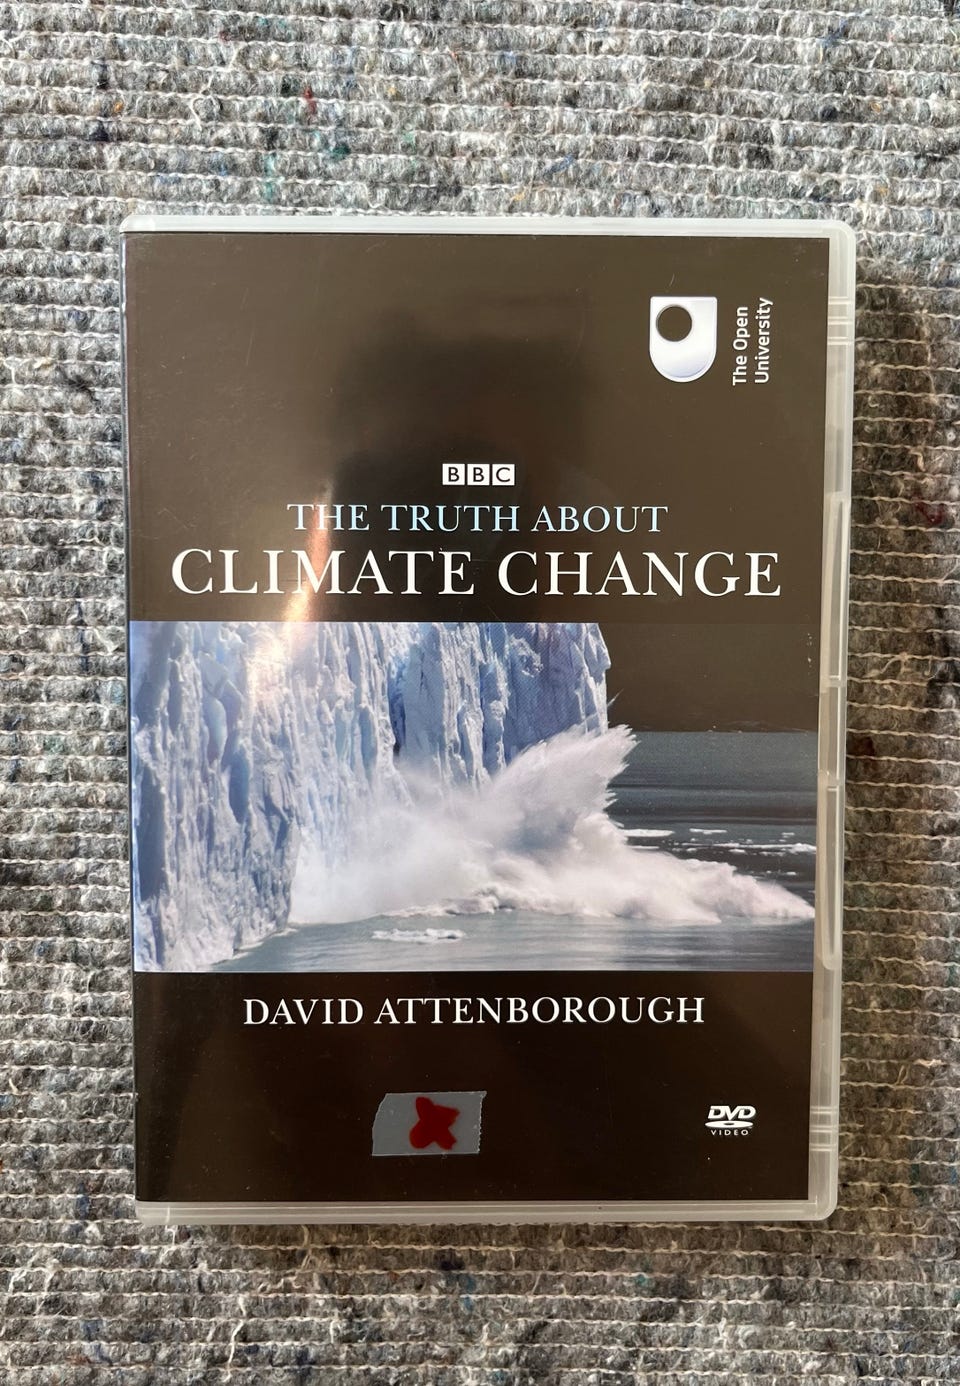 The Open
University
BBC
THE TRUTH ABOUT
CLIMATE CHANGE
DAVID ATTENBOROUGH
DVD
VIDEO